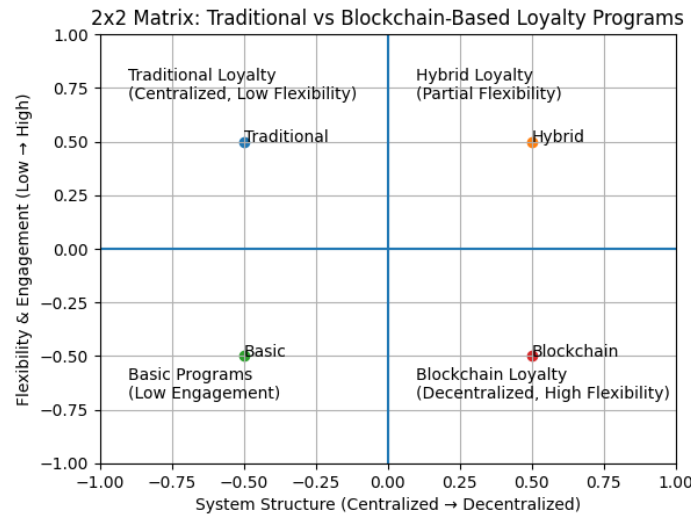 2x2 Matrix: Traditional vs Blockchain-Based Loyalty Programs
Flexibility & Engagement (Low → High)
1.00
0.75
0.50
0.25
0.00
−0.25
−0.50
−0.75
−1.00
Traditional Loyalty
(Centralized, Low Flexibility)
Hybrid Loyalty
(Partial Flexibility)
Traditional
Hybrid
Basic
Blockchain
Basic Programs
(Low Engagement)
Blockchain Loyalty
(Decentralized, High Flexibility)
−1.00 −0.75 −0.50 −0.25 0.00 0.25 0.50 0.75 1.00
System Structure (Centralized → Decentralized)